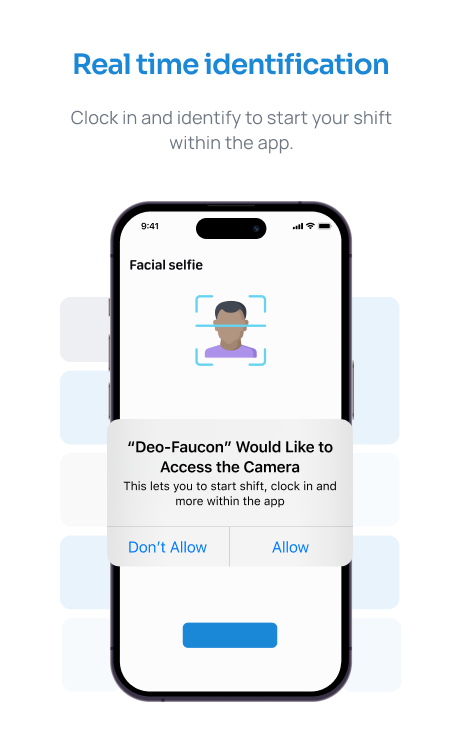 Real time identification
Clock in and identify to start your shift
within the app.
9:41
Facial selfie
“Deo-Faucon” Would Like to
Access the Camera
This lets you to start shift, clock in and
more within the app
Don’t Allow
Allow